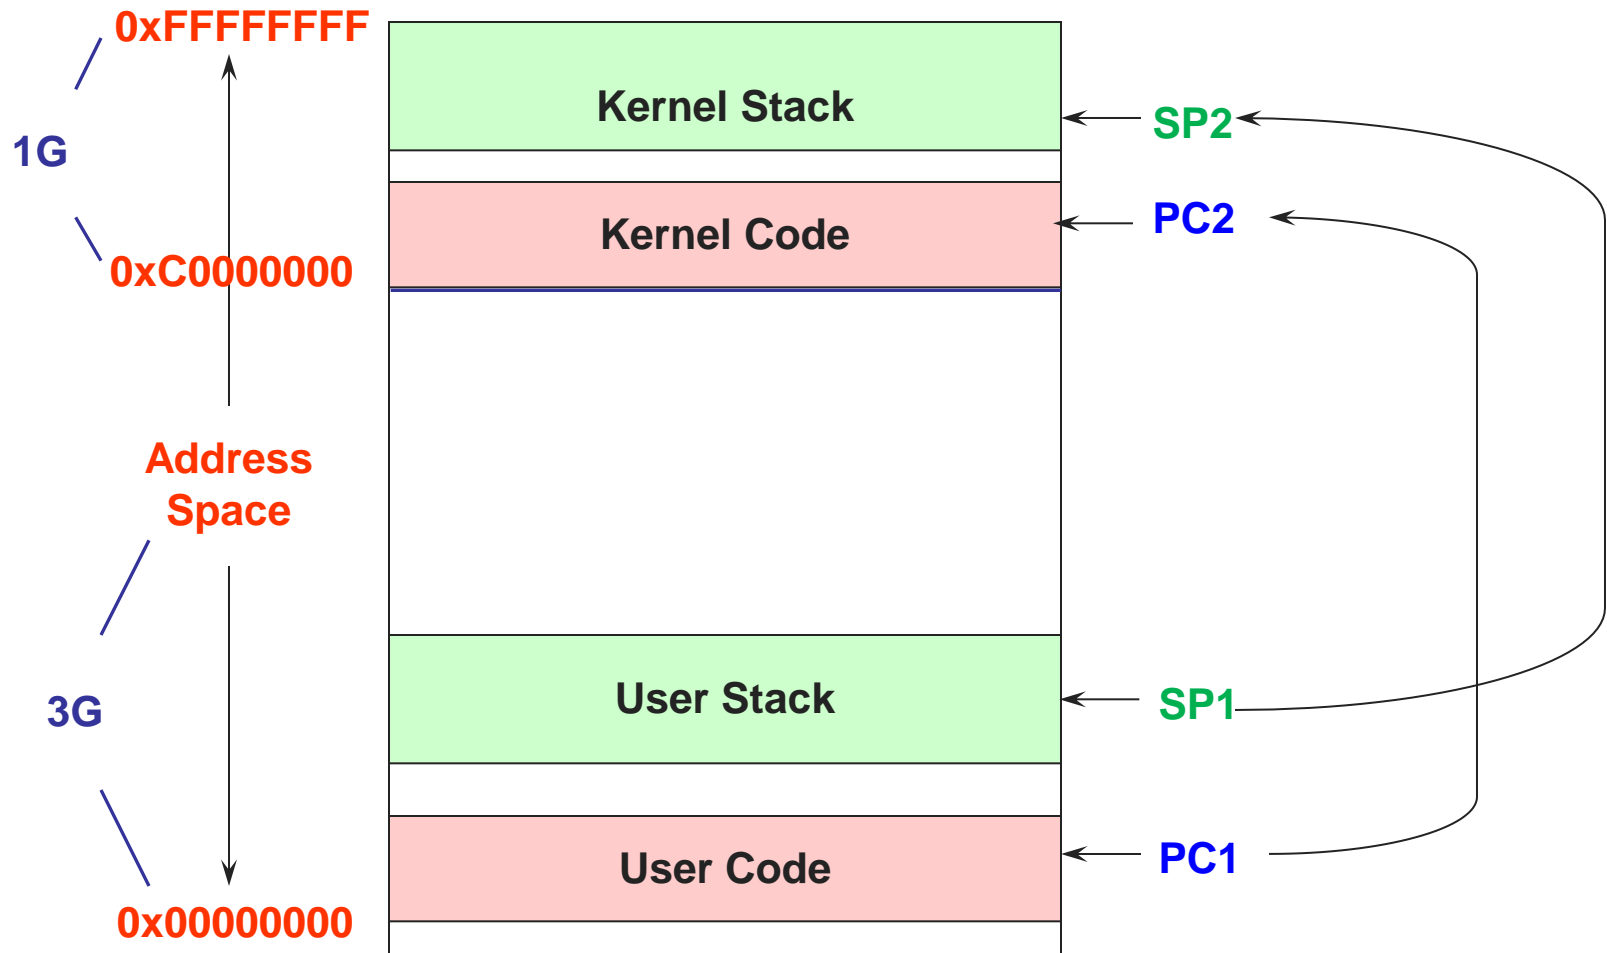 0xFFFFFFFF
Kernel Stack
SP2
1G
PC2
Kernel Code
0xC0000000
Address
Space
User Stack
SP1
3G
User Code
PC1
0x00000000